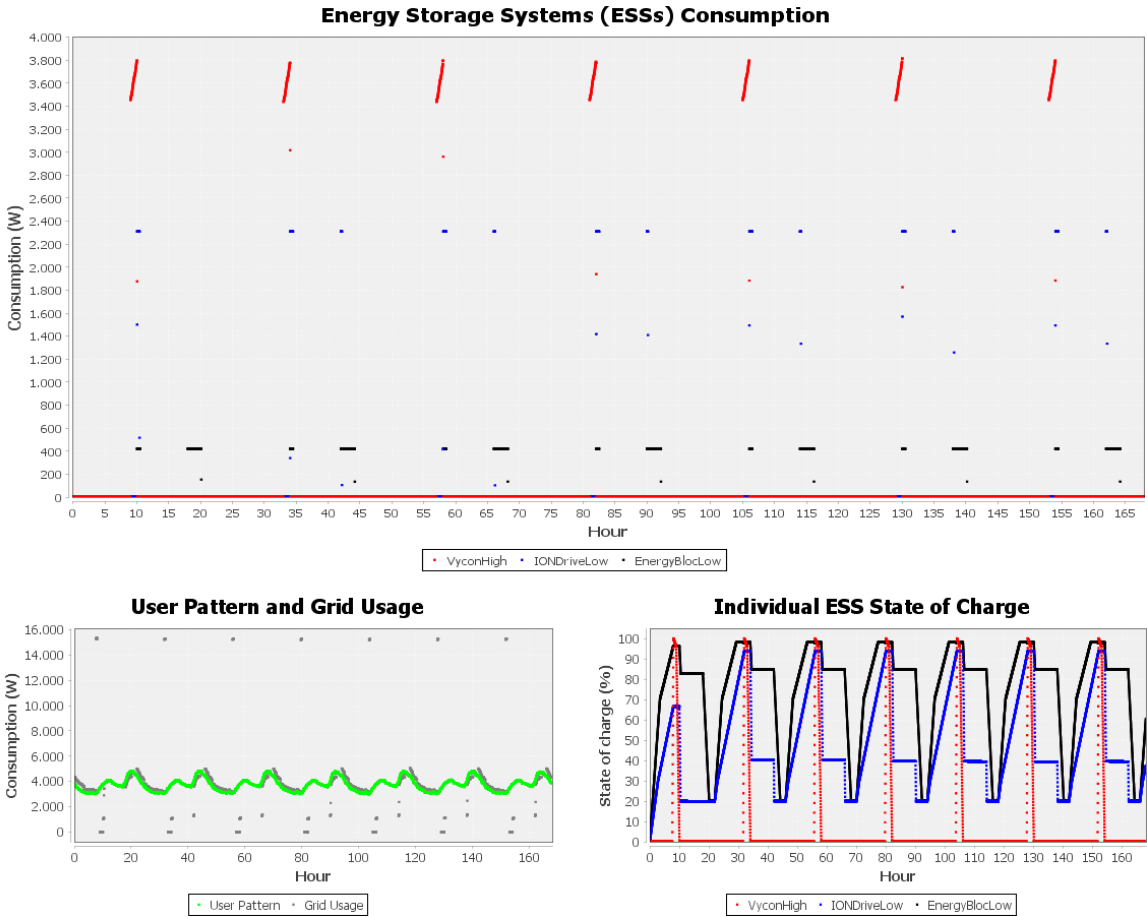 Energy Storage Systems (ESSs) Consumption
Consumption (W)
4.000
3.800
3.600
3.400
3.200
3.000
2.800
2.600
2.400
2.200
2.000
1.800
1.600
1.400
1.200
1.000
800
600
400
200
0
0 5 10 15 20 25 30 35 40 45 50 55 60 65 70 75 80 85 90 95 100 105 110 115 120 125 130 135 140 145 150 155 160 165
Hour
VyconHigh IONDriveLow EnergyBlocLow
User Pattern and Grid Usage
Consumption (W)
16.000
14.000
12.000
10.000
8.000
6.000
4.000
2.000
0
0 20 40 60 80 100 120 140 160
Hour
User Pattern Grid Usage
Individual ESS State of Charge
State of charge (%)
100
90
80
70
60
50
40
30
20
10
0
0 10 20 30 40 50 60 70 80 90 100 110 120 130 140 150 160
Hour
VyconHigh IONDriveLow EnergyBlocLow